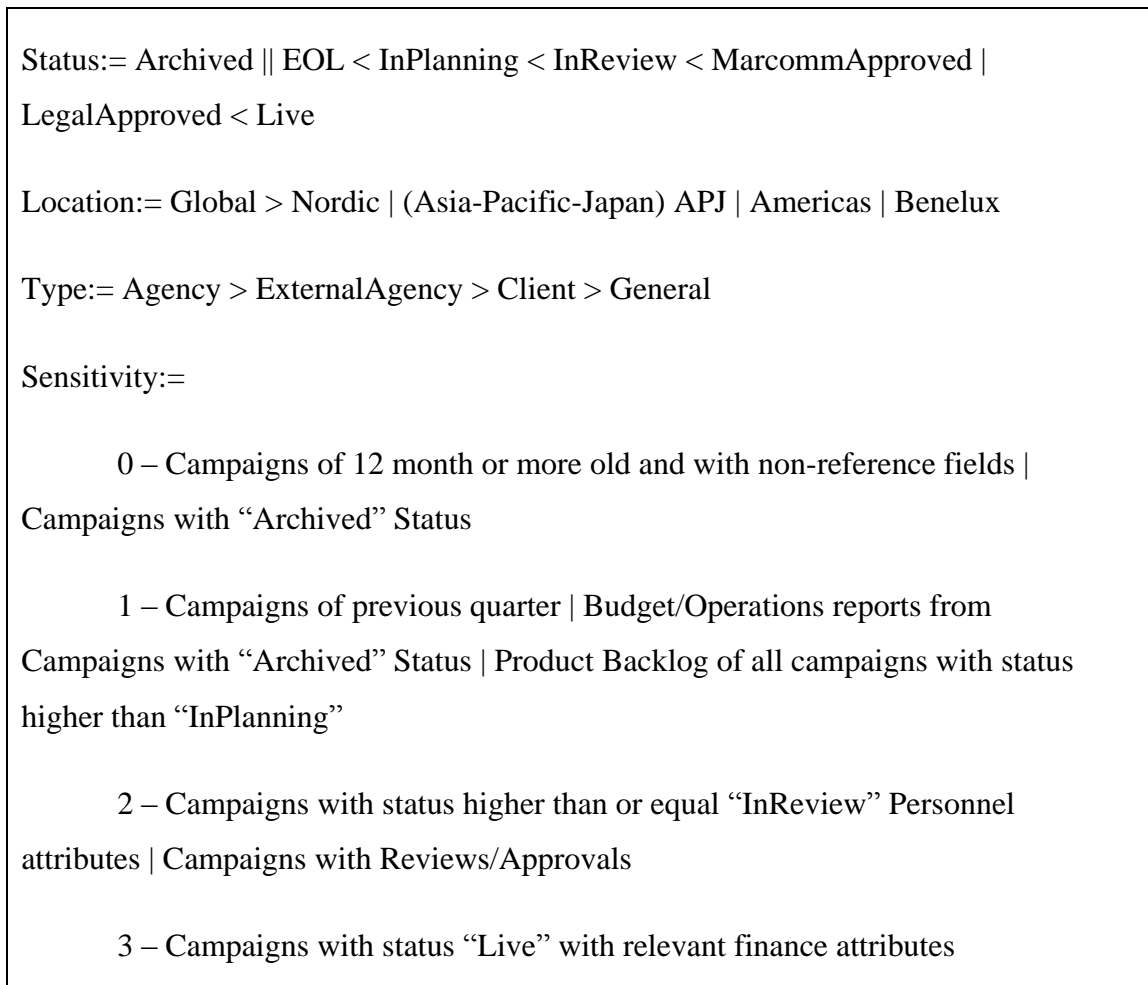 Status:= Archived || EOL < InPlanning < InReview < MarcommApproved |
LegalApproved < Live
Location:= Global > Nordic | (Asia-Pacific-Japan) APJ | Americas | Benelux
Type:= Agency > ExternalAgency > Client > General
Sensitivity:=
0 – Campaigns of 12 month or more old and with non-reference fields |
Campaigns with “Archived” Status
1 – Campaigns of previous quarter | Budget/Operations reports from
Campaigns with “Archived” Status | Product Backlog of all campaigns with status
higher than “InPlanning”
2 – Campaigns with status higher than or equal “InReview” Personnel
attributes | Campaigns with Reviews/Approvals
3 – Campaigns with status “Live” with relevant finance attributes